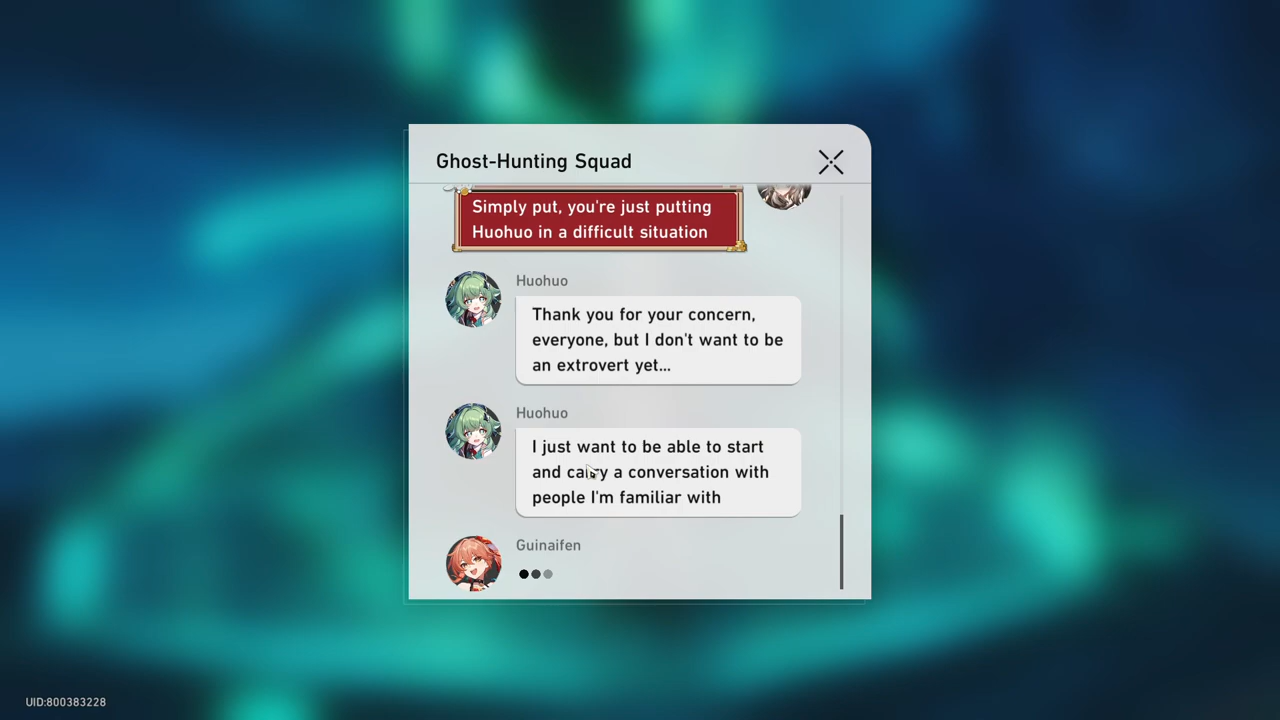 Ghost-Hunting Squad
Simply put, you're just putting
Huohuo in a difficult situation
Huohuo
Thank you for your concern,
everyone, but I don't want to be
an extrovert yet...
Huohuo
I just want to be able to start
and carry a conversation with
people I'm familiar with
Guinaifen
UID:800383228